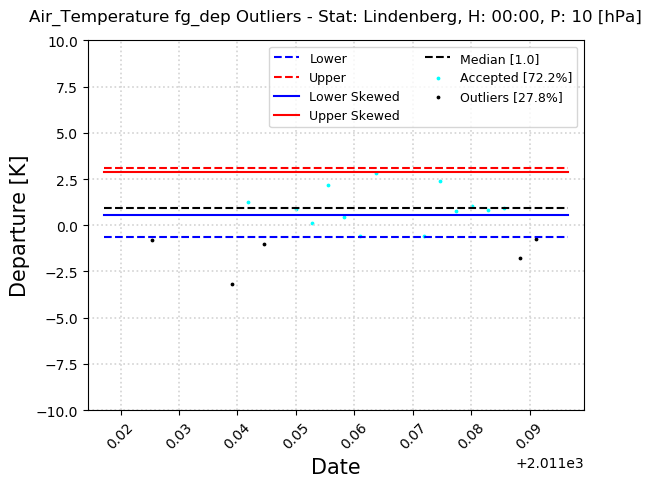 Air_Temperature fg_dep Outliers - Stat: Lindenberg, H: 00:00, P: 10 [hPa]
10.0
7.5
5.0
2.5
0.0
−2.5
−5.0
−7.5
−10.0
Departure [K]
Lower
Upper
Lower Skewed
Upper Skewed
Median [1.0]
Accepted [72.2%]
Outliers [27.8%]
0.02 0.03 0.04 0.05 0.06 0.07 0.08 0.09
+2.011e3
Date